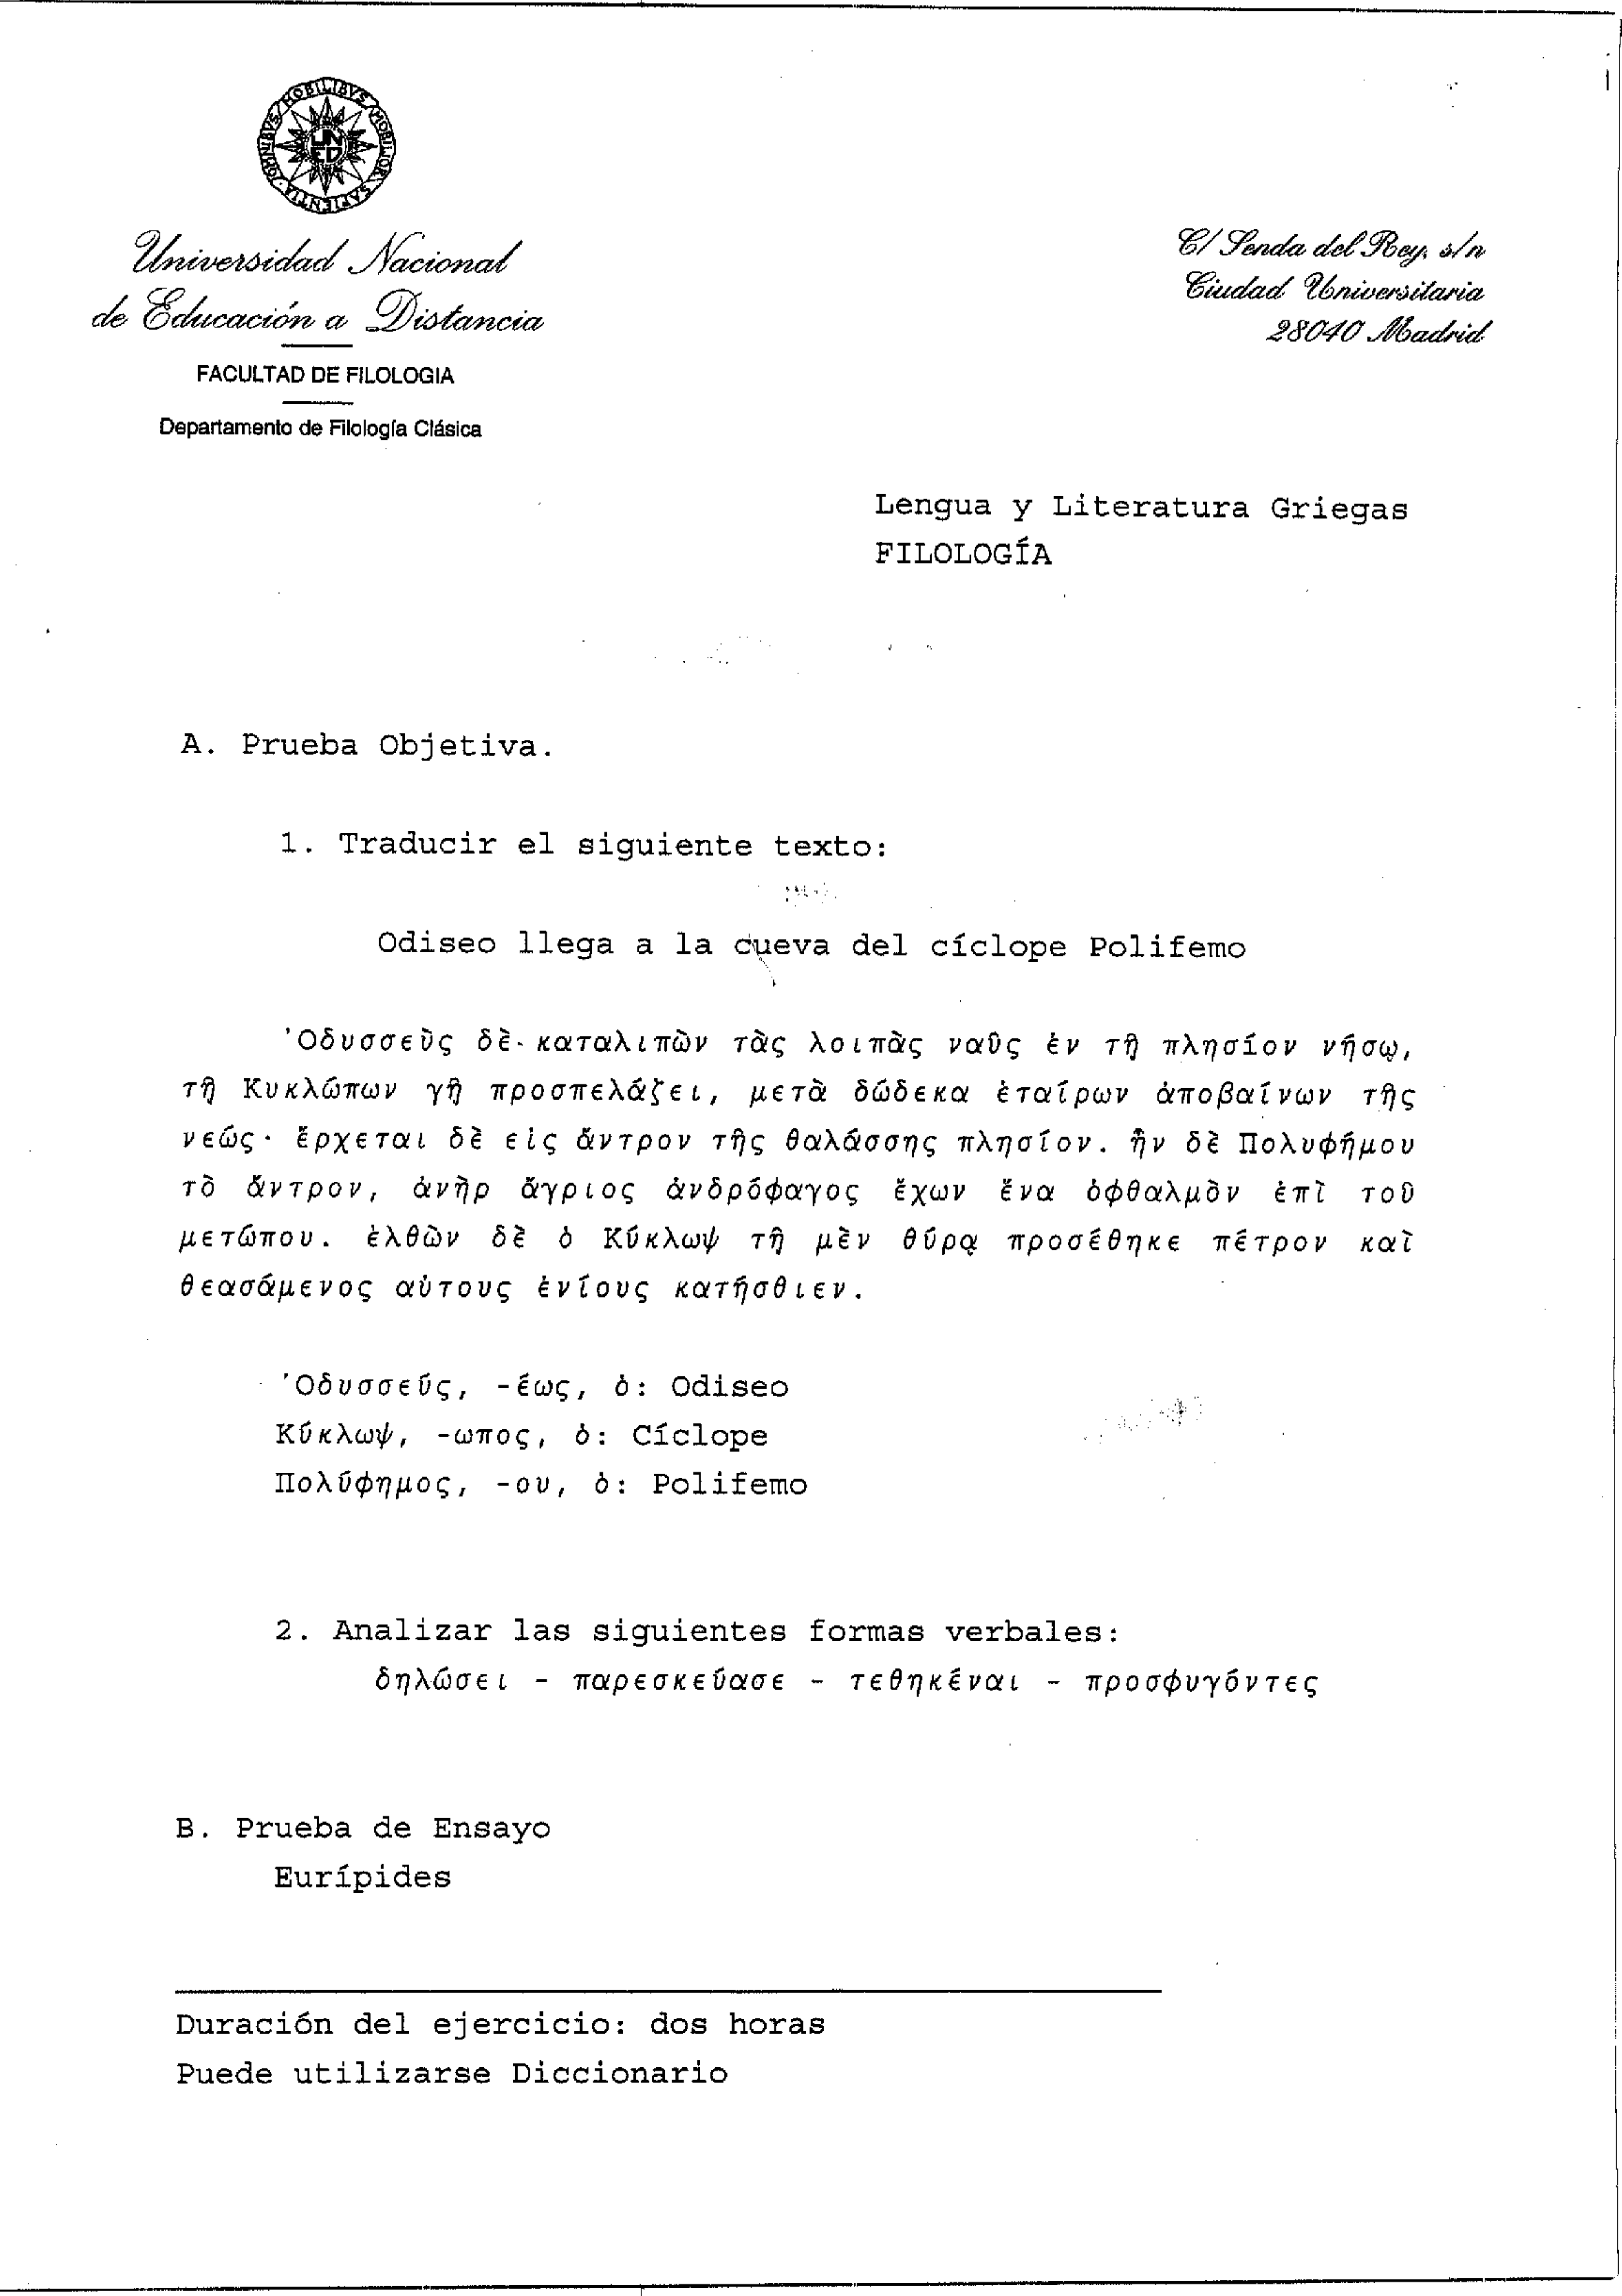 OMNIBVS MOBILIBVS MOBILIOR SAPIENTIA
UN
ED
Universidad Nacional
de Educación a Distancia
FACULTAD DE FILOLOGIA
Departamento de Filología Clásica
C/ Senda del Rey, s/n
Ciudad Universitaria
28040 Madrid
Lengua y Literatura Griegas
FILOLOGÍA
A. Prueba Objetiva.
1. Traducir el siguiente texto:
Odiseo llega a la cueva del cíclope Polifemo
Ὀδυσσεὺς δὲ καταλιπὼν τὰς λοιπὰς ναῦς ἐν τῇ πλησίον νήσῳ,
τῇ Κυκλώπων γῇ προσπελάζει, μετὰ δώδεκα ἑταίρων ἀποβαίνων τῆς
νεώς· ἔρχεται δὲ εἰς ἄντρον τῆς θαλάσσης πλησίον. ἦν δὲ Πολυφήμου
τὸ ἄντρον, ἀνὴρ ἄγριος ἀνδρόφαγος ἔχων ἕνα ὀφθαλμὸν ἐπὶ τοῦ
μετώπου. ἐλθὼν δὲ ὁ Κύκλωψ τῇ μὲν θύρᾳ προσέθηκε πέτρον καὶ
θεασάμενος αὐτους ἐνίους κατήσθιεν.
Ὀδυσσεύς, -έως, ὁ: Odiseo
Κύκλωψ, -ωπος, ὁ: Cíclope
Πολύφημος, -ου, ὁ: Polifemo
2. Analizar las siguientes formas verbales:
δηλώσει - παρεσκεύασε - τεθηκέναι - προσφυγόντες
B. Prueba de Ensayo
Eurípides
Duración del ejercicio: dos horas
Puede utilizarse Diccionario